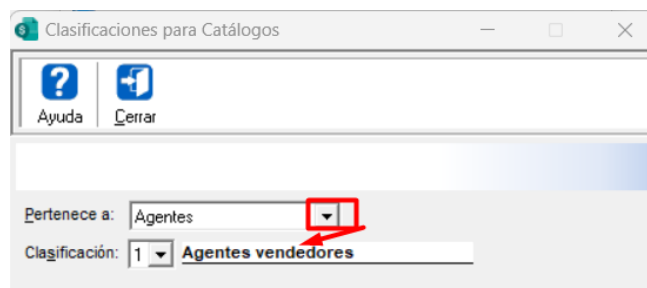 Clasificaciones para Catálogos
Ayuda Cerrar
Pertenece a: Agentes
Clasificación: 1 Agentes vendedores